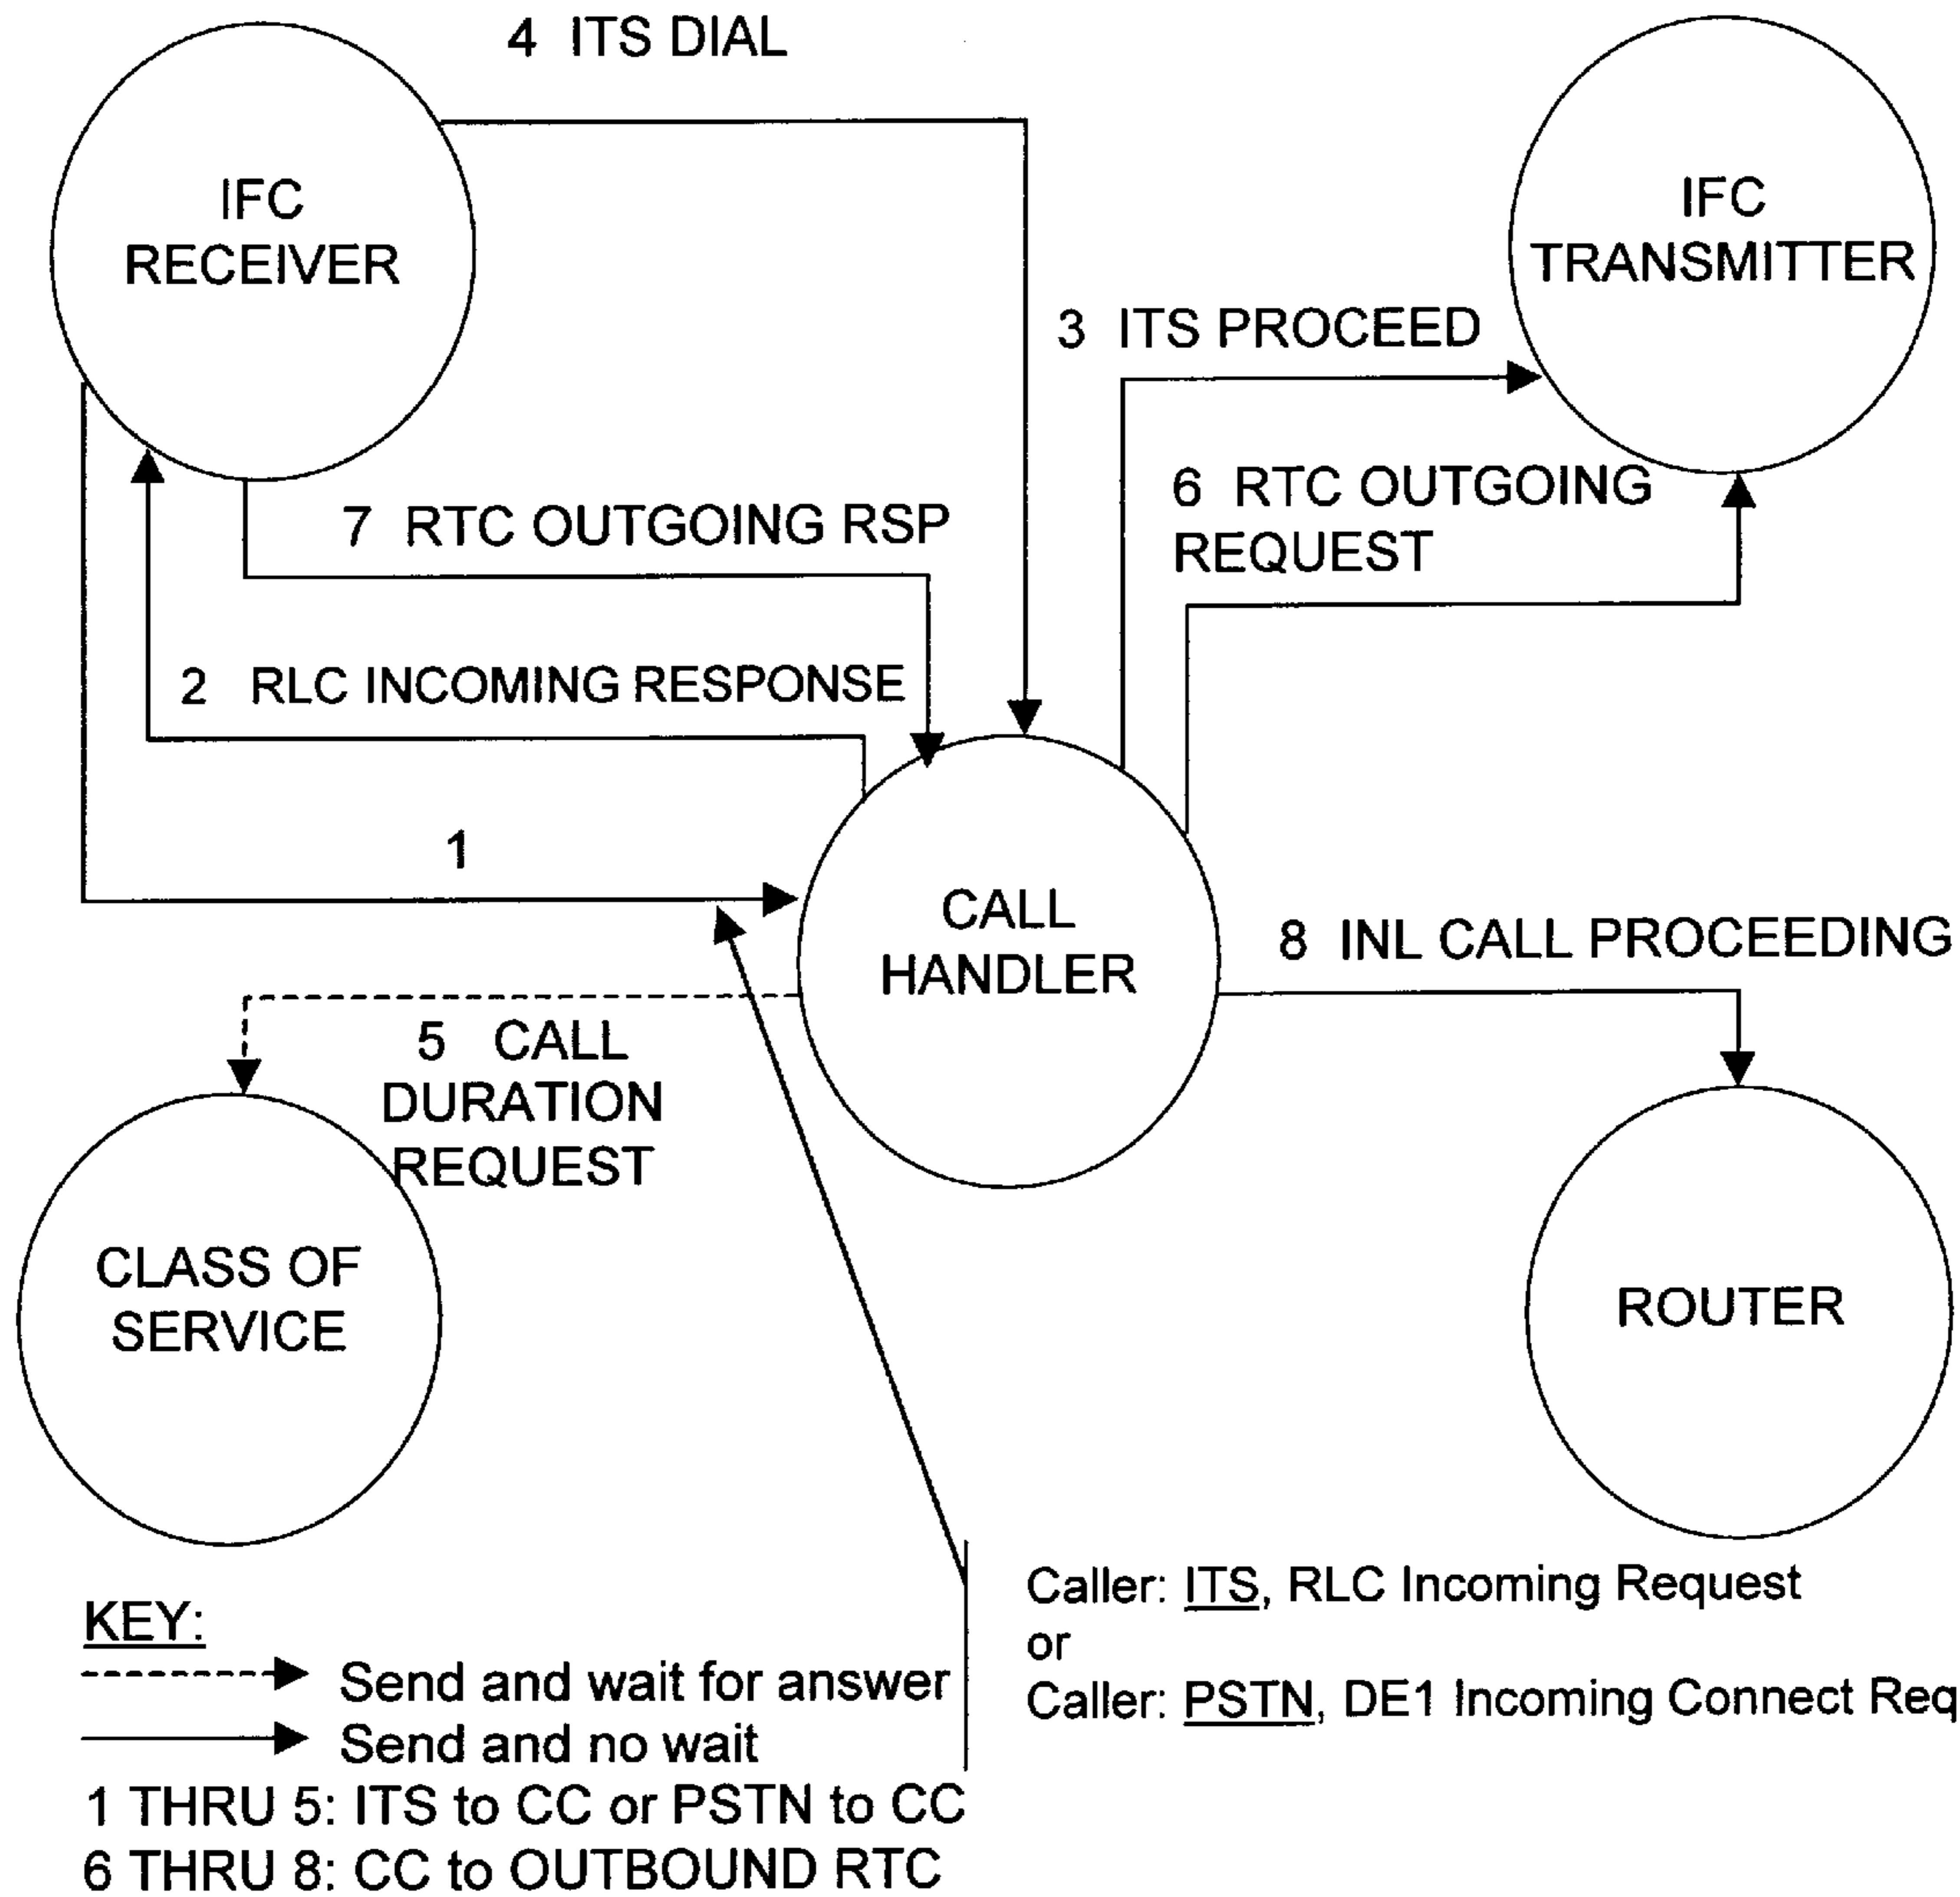 4 ITS DIAL
IFC
RECEIVER
IFC
TRANSMITTER
3 ITS PROCEED
6 RTC OUTGOING
REQUEST
7 RTC OUTGOING RSP
2 RLC INCOMING RESPONSE
1
CALL
HANDLER
8 INL CALL PROCEEDING
5 CALL
DURATION
REQUEST
CLASS OF
SERVICE
ROUTER
Caller: ITS, RLC Incoming Request
or
Caller: PSTN, DE1 Incoming Connect Req
KEY:
Send and wait for answer
Send and no wait
1 THRU 5: ITS to CC or PSTN to CC
6 THRU 8: CC to OUTBOUND RTC